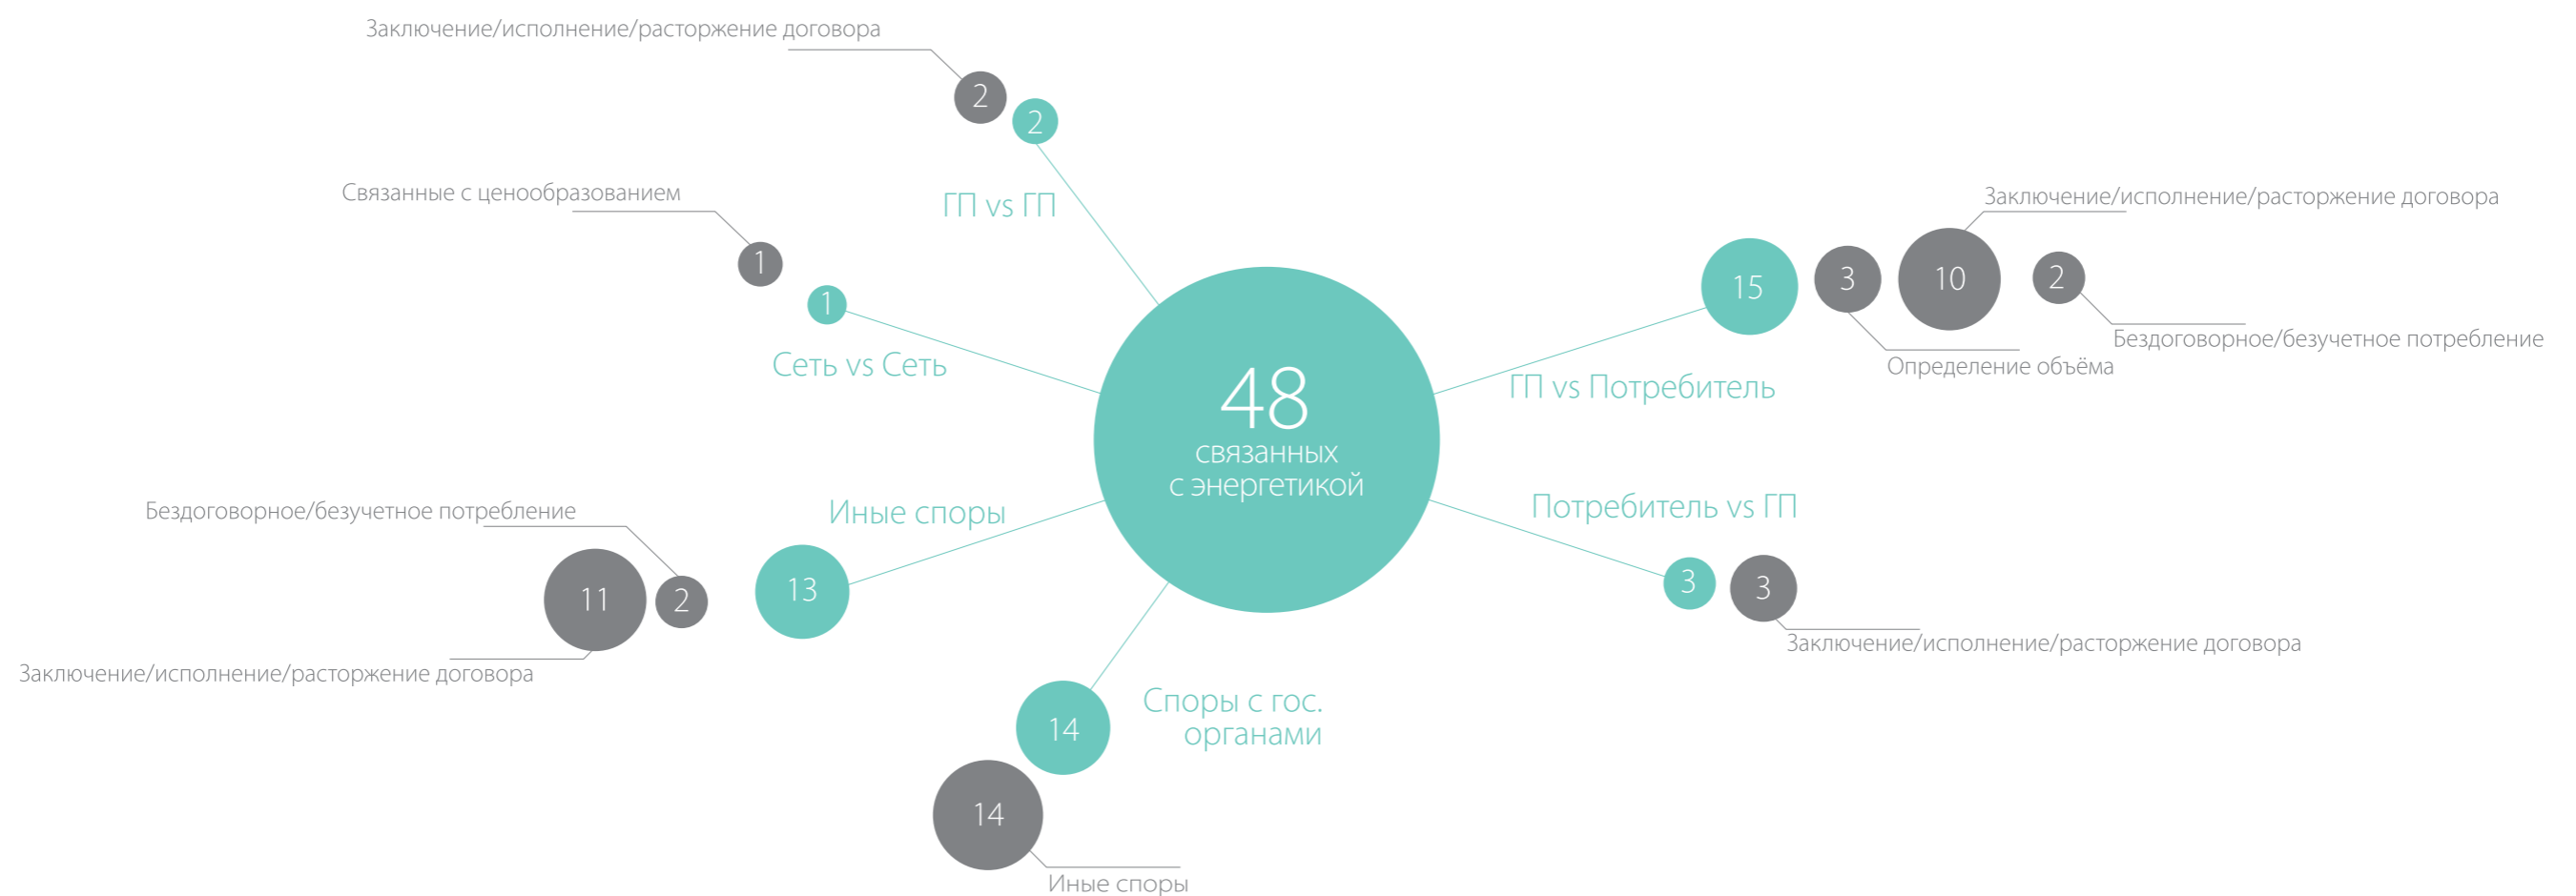 Заключение/исполнение/расторжение договора
2
2
ГП vs ГП
Связанные с ценообразованием
1
1
Сеть vs Сеть
48
связанных
с энергетикой
Заключение/исполнение/расторжение договора
15
3
10
2
Бездоговорное/безучетное потребление
Определение объёма
ГП vs Потребитель
Потребитель vs ГП
3
3
Заключение/исполнение/расторжение договора
Бездоговорное/безучетное потребление
Иные споры
11
2
13
Заключение/исполнение/расторжение договора
Споры с гос.
органами
14
14
Иные споры